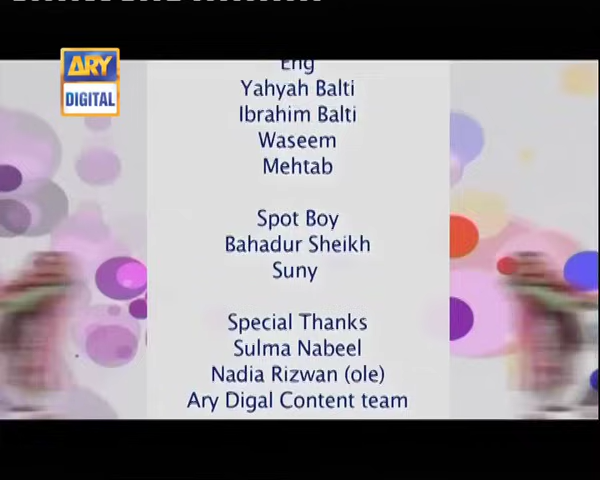 ARY
DIGITAL
Eng
Yahyah Balti
Ibrahim Balti
Waseem
Mehtab
Spot Boy
Bahadur Sheikh
Suny
Special Thanks
Sulma Nabeel
Nadia Rizwan (ole)
Ary Digal Content team